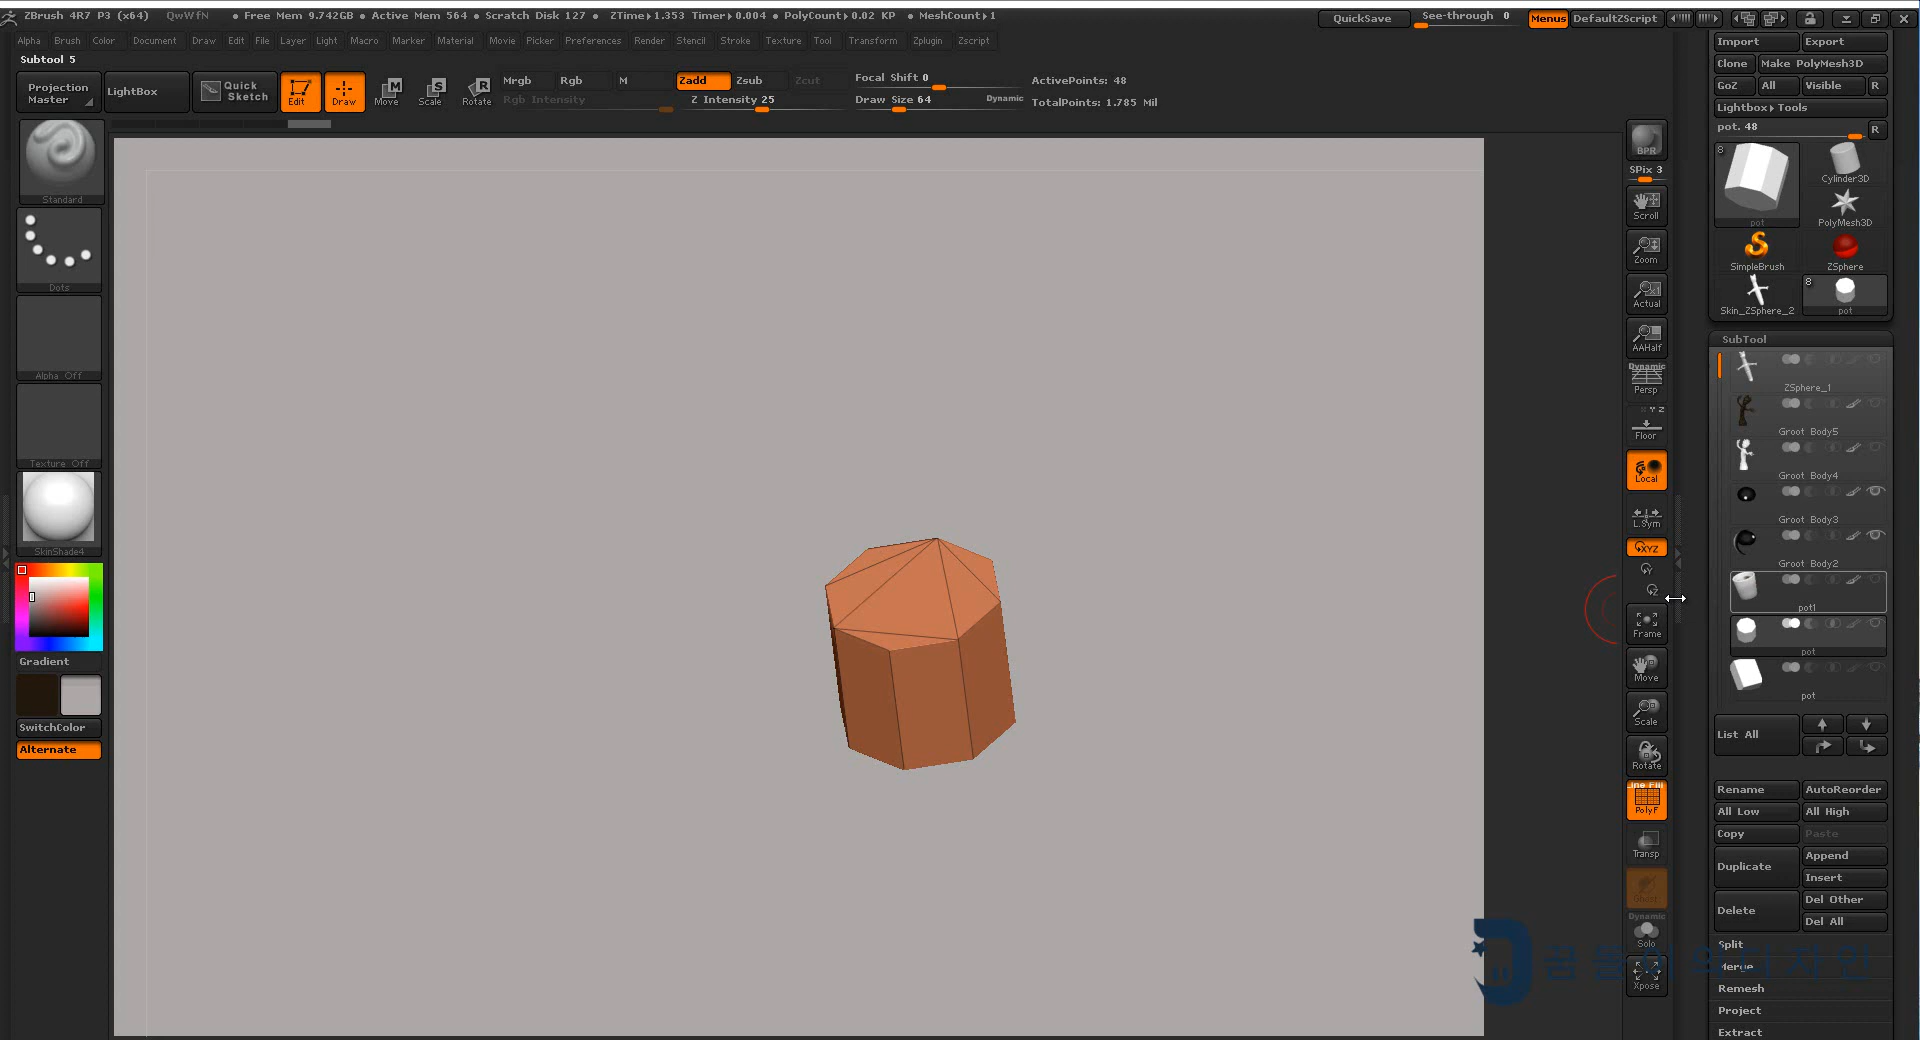 ZBrush 4R7 P3 (x64) QwWfN • Free Mem 9.742GB • Active Mem 564 • Scratch Disk 127 • ZTime▸1.353 Timer▸0.004 • PolyCount▸0.02 KP • MeshCount▸1
QuickSave See-through 0 Menus DefaultZScript
Alpha Brush Color Document Draw Edit File Layer Light Macro Marker Material Movie Picker Preferences Render Stencil Stroke Texture Tool Transform Zplugin Zscript
Subtool 5
Projection Master
LightBox
Quick Sketch
Edit
Draw
Move
Scale
Rotate
Mrgb Rgb M
Rgb Intensity
Zadd Zsub Zcut
Z Intensity 25
Focal Shift 0
Draw Size 64 Dynamic
ActivePoints: 48
TotalPoints: 1.785 Mil
Standard
Dots
Alpha Off
Texture Off
SkinShade4
Gradient
SwitchColor
Alternate
BPR
SPix 3
Scroll
Zoom
Actual
AAHalf
Dynamic
Persp
Floor
Local
L.Sym
XYZ
Frame
Move
Scale
Rotate
Line Fill
PolyF
Transp
Ghost
Dynamic
Solo
Xpose
Import Export
Clone Make PolyMesh3D
GoZ All Visible R
Lightbox▸Tools
pot. 48 R
8
pot
Cylinder3D
PolyMesh3D
SimpleBrush
ZSphere
Skin_ZSphere_2
8
pot
SubTool
ZSphere_1
Groot Body5
Groot Body4
Groot Body3
Groot Body2
pot1
pot
pot
List All
Rename AutoReorder
All Low All High
Copy Paste
Duplicate Append
Insert
Delete Del Other
Del All
Split
Merge
Remesh
Project
Extract